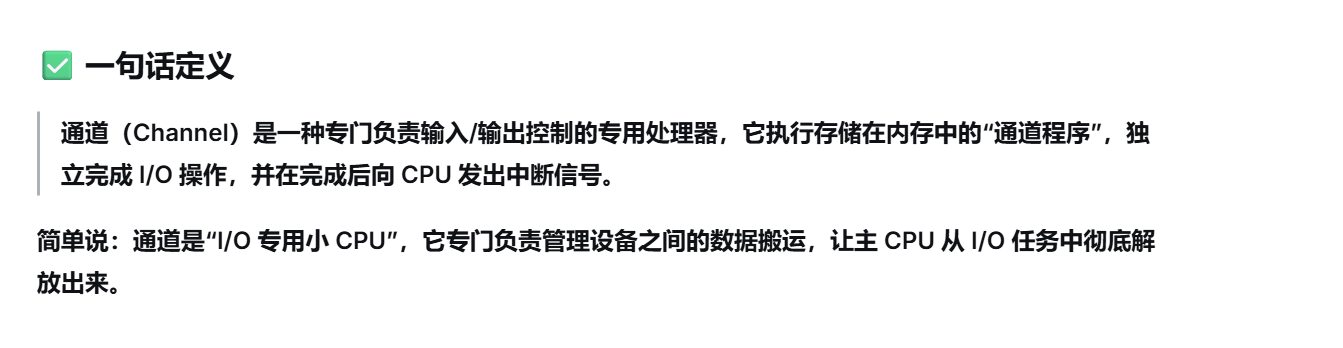 ✅ 一句话定义
通道（Channel）是一种专门负责输入/输出控制的专用处理器，它执行存储在内存中的“通道程序”，独
立完成 I/O 操作，并在完成后向 CPU 发出中断信号。
简单说：通道是“I/O 专用小 CPU”，它专门负责管理设备之间的数据搬运，让主 CPU 从 I/O 任务中彻底解
放出来。